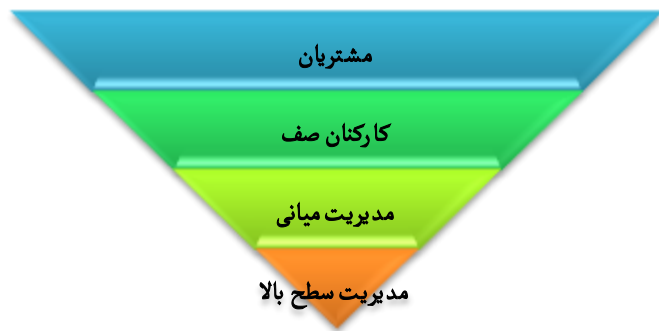 مشتریان
کارکنان صف
مدیریت میانی
مدیریت سطح بالا